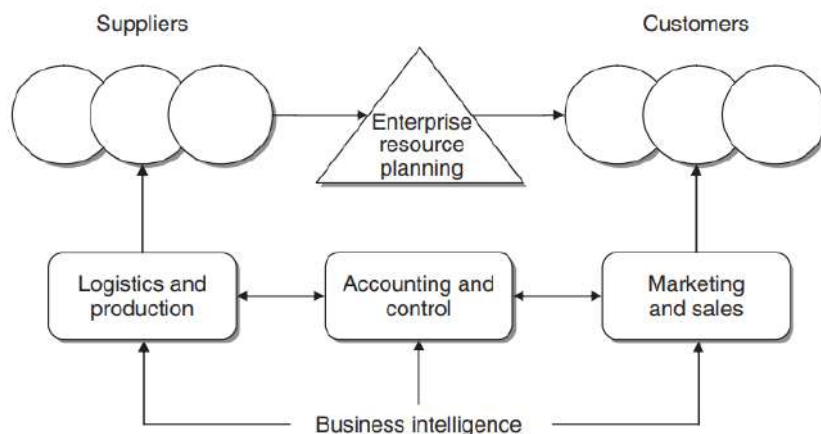 Suppliers
Customers
Enterprise
resource
planning
Logistics and
production
Accounting and
control
Marketing
and sales
Business intelligence